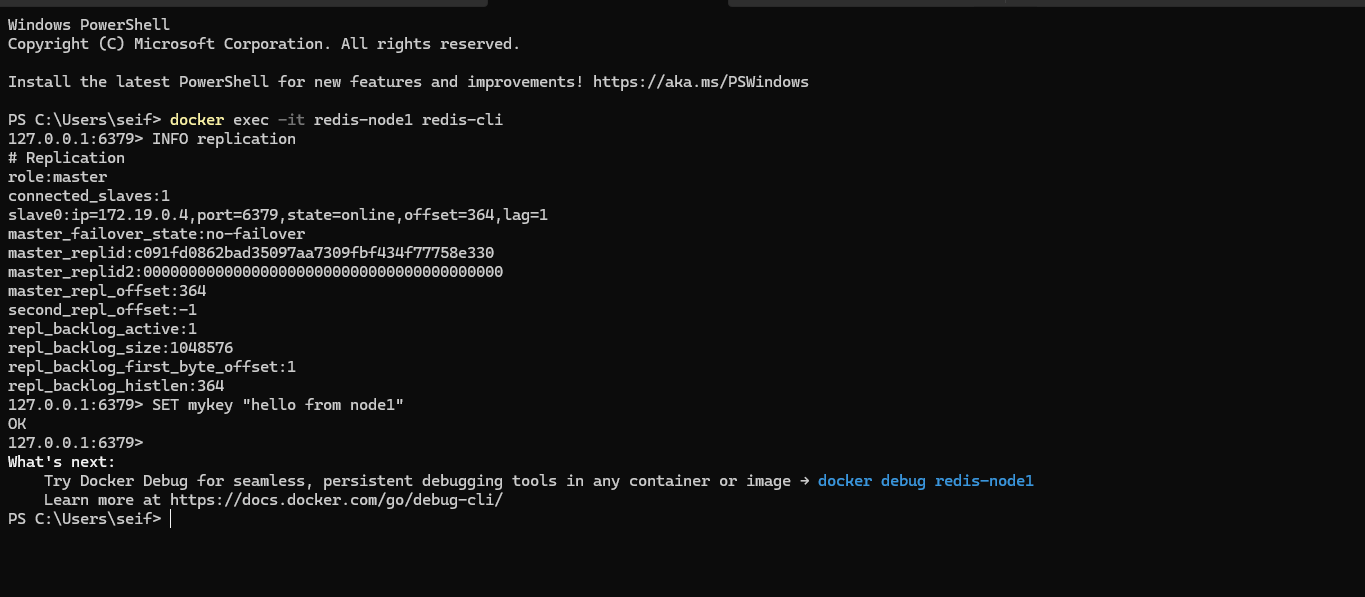 Windows PowerShell
Copyright (C) Microsoft Corporation. All rights reserved.
Install the latest PowerShell for new features and improvements! https://aka.ms/PSWindows
PS C:\Users\seif> docker exec -it redis-node1 redis-cli
127.0.0.1:6379> INFO replication
# Replication
role:master
connected_slaves:1
slave0:ip=172.19.0.4,port=6379,state=online,offset=364,lag=1
master_failover_state:no-failover
master_replid:c091fd0862bad35097aa7309fbf434f77758e330
master_replid2:0000000000000000000000000000000000000000
master_repl_offset:364
second_repl_offset:-1
repl_backlog_active:1
repl_backlog_size:1048576
repl_backlog_first_byte_offset:1
repl_backlog_histlen:364
127.0.0.1:6379> SET mykey "hello from node1"
OK
127.0.0.1:6379>
What's next:
    Try Docker Debug for seamless, persistent debugging tools in any container or image → docker debug redis-node1
    Learn more at https://docs.docker.com/go/debug-cli/
PS C:\Users\seif>